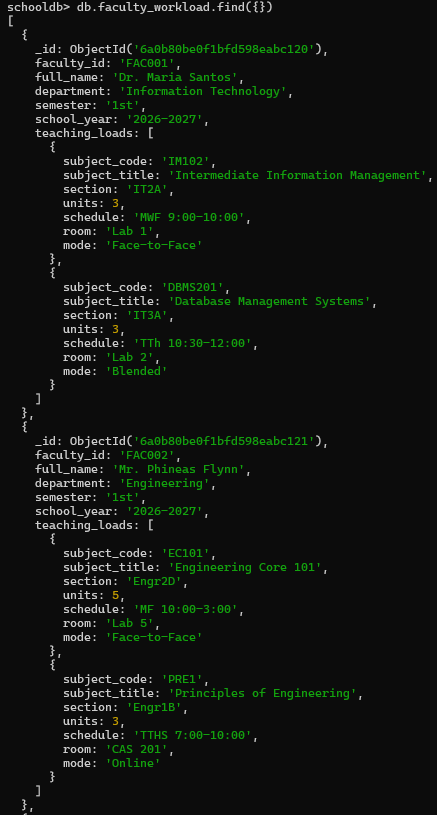 schooldb> db.faculty_workload.find({})
[
  {
    _id: ObjectId('6a0b80be0f1bfd598eabc120'),
    faculty_id: 'FAC001',
    full_name: 'Dr. Maria Santos',
    department: 'Information Technology',
    semester: '1st',
    school_year: '2026-2027',
    teaching_loads: [
      {
        subject_code: 'IM102',
        subject_title: 'Intermediate Information Management',
        section: 'IT2A',
        units: 3,
        schedule: 'MWF 9:00-10:00',
        room: 'Lab 1',
        mode: 'Face-to-Face'
      },
      {
        subject_code: 'DBMS201',
        subject_title: 'Database Management Systems',
        section: 'IT3A',
        units: 3,
        schedule: 'TTh 10:30-12:00',
        room: 'Lab 2',
        mode: 'Blended'
      }
    ]
  },
  {
    _id: ObjectId('6a0b80be0f1bfd598eabc121'),
    faculty_id: 'FAC002',
    full_name: 'Mr. Phineas Flynn',
    department: 'Engineering',
    semester: '1st',
    school_year: '2026-2027',
    teaching_loads: [
      {
        subject_code: 'EC101',
        subject_title: 'Engineering Core 101',
        section: 'Engr2D',
        units: 5,
        schedule: 'MF 10:00-3:00',
        room: 'Lab 5',
        mode: 'Face-to-Face'
      },
      {
        subject_code: 'PRE1',
        subject_title: 'Principles of Engineering',
        section: 'Engr1B',
        units: 3,
        schedule: 'TTHS 7:00-10:00',
        room: 'CAS 201',
        mode: 'Online'
      }
    ]
  },